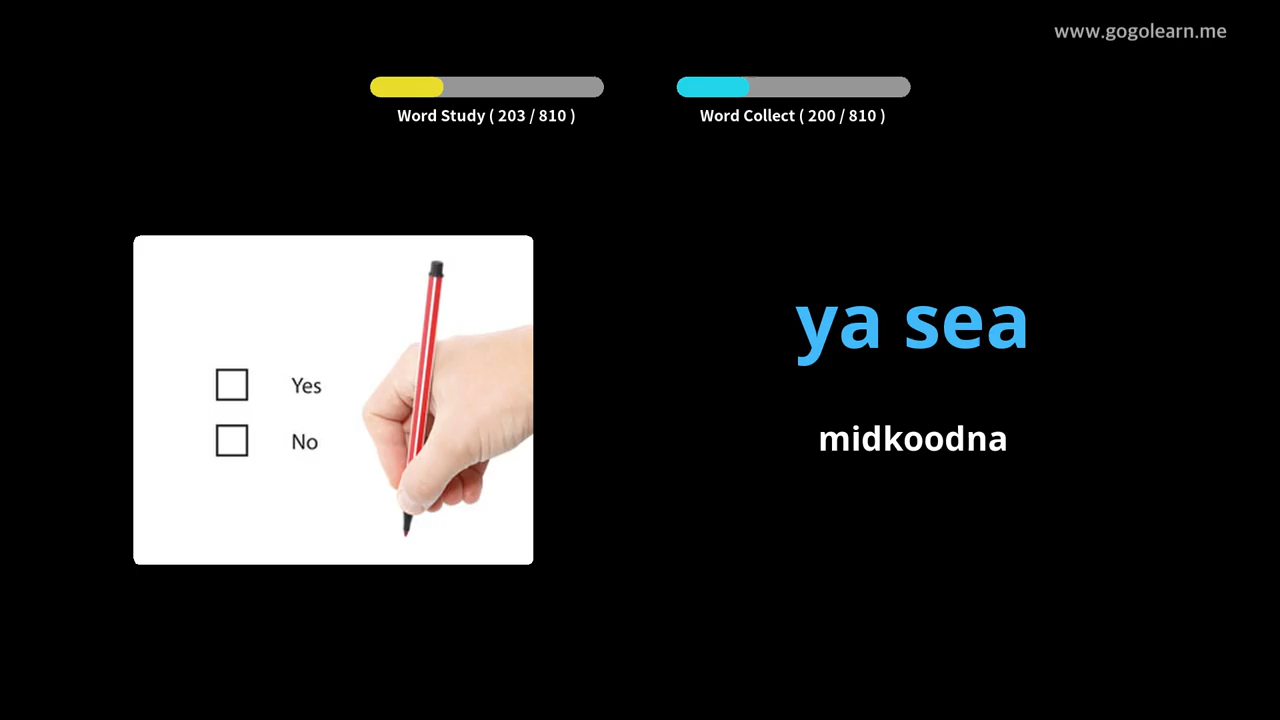 www.gogolearn.me
Word Study ( 203 / 810 )
Word Collect ( 200 / 810 )
Yes
No
ya sea
midkoodna